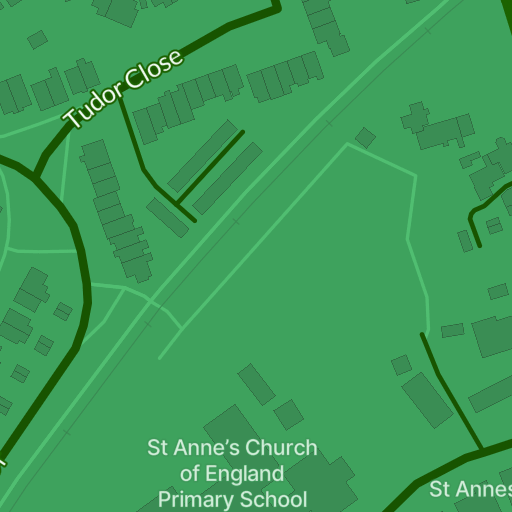 Tudor Close
St Anne's Church
of England
Primary School
St Annes